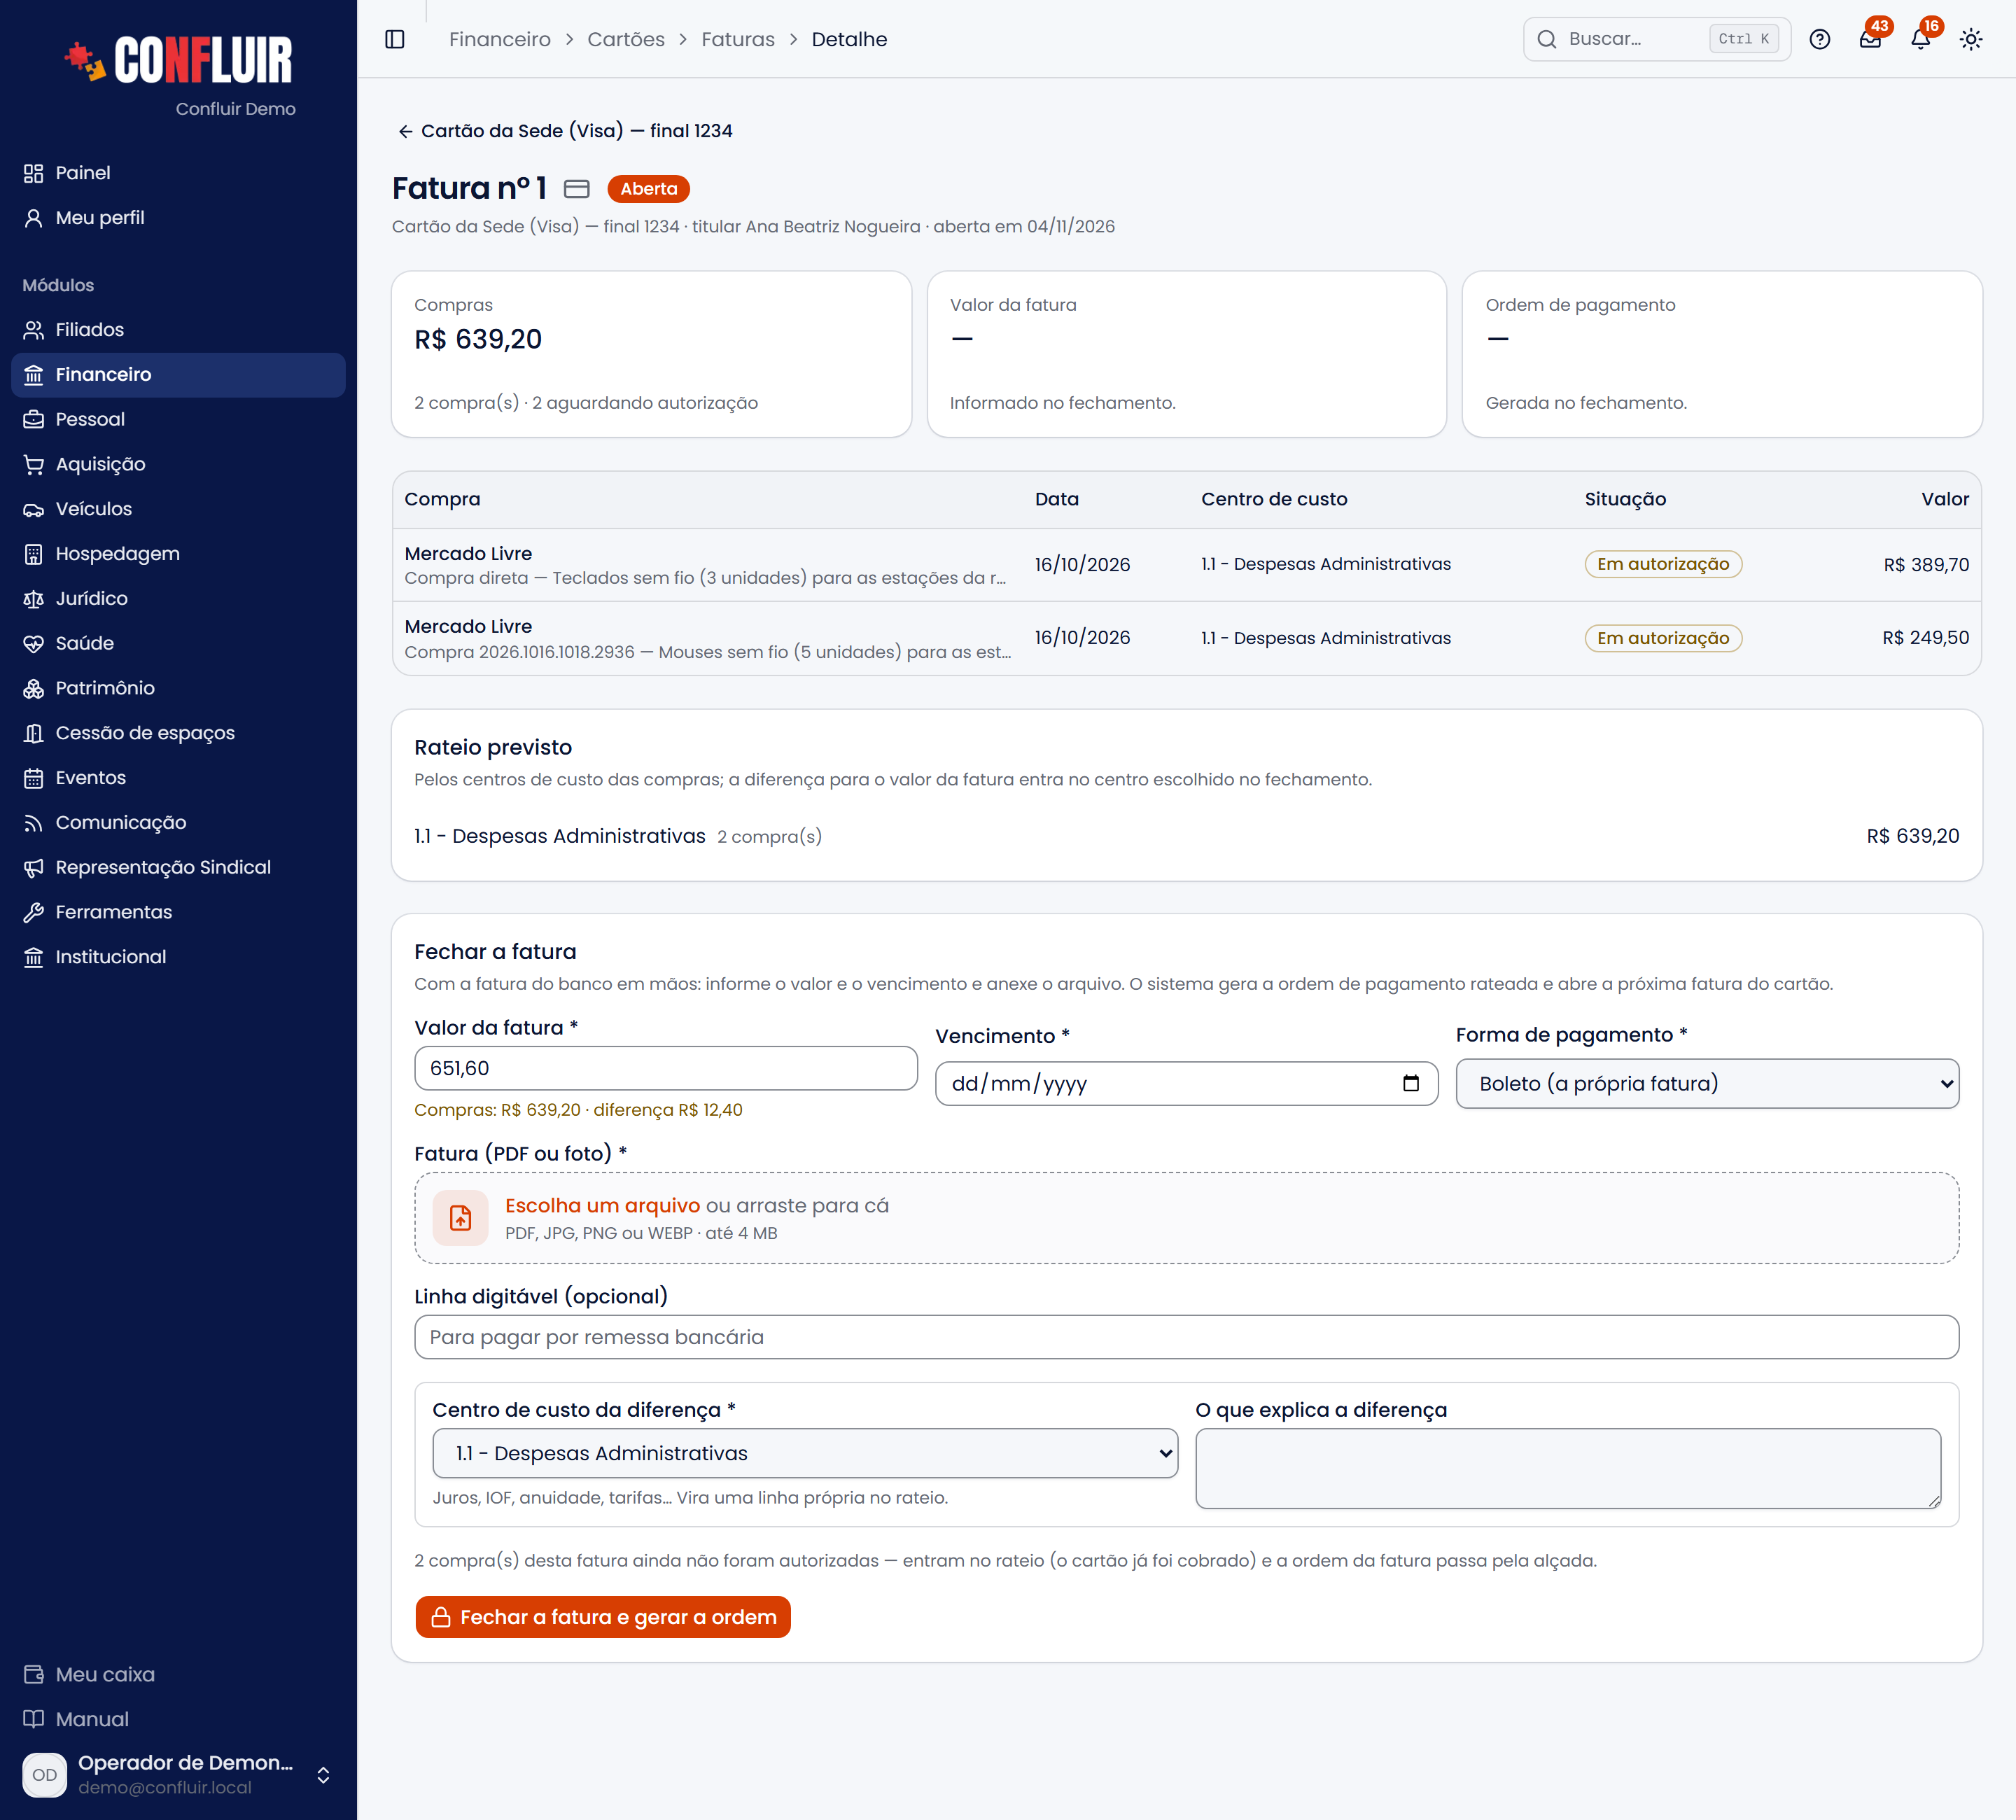 CONFLUIR
Confluir Demo
Painel
Meu perfil
Módulos
Filiados
Financeiro
Pessoal
Aquisição
Veículos
Hospedagem
Jurídico
Saúde
Patrimônio
Cessão de espaços
Eventos
Comunicação
Representação Sindical
Ferramentas
Institucional
Meu caixa
Manual
OD
Operador de Demon...
demo@confluir.local
Financeiro > Cartões > Faturas > Detalhe
Buscar... Ctrl K
43
16
← Cartão da Sede (Visa) — final 1234
Fatura nº 1 Aberta
Cartão da Sede (Visa) — final 1234 · titular Ana Beatriz Nogueira · aberta em 04/11/2026
Compras
R$ 639,20
2 compra(s) · 2 aguardando autorização
Valor da fatura
—
Informado no fechamento.
Ordem de pagamento
—
Gerada no fechamento.
Compra Data Centro de custo Situação Valor
Mercado Livre
Compra direta — Teclados sem fio (3 unidades) para as estações da r...
16/10/2026 1.1 - Despesas Administrativas Em autorização R$ 389,70
Mercado Livre
Compra 2026.1016.1018.2936 — Mouses sem fio (5 unidades) para as est...
16/10/2026 1.1 - Despesas Administrativas Em autorização R$ 249,50
Rateio previsto
Pelos centros de custo das compras; a diferença para o valor da fatura entra no centro escolhido no fechamento.
1.1 - Despesas Administrativas 2 compra(s) R$ 639,20
Fechar a fatura
Com a fatura do banco em mãos: informe o valor e o vencimento e anexe o arquivo. O sistema gera a ordem de pagamento rateada e abre a próxima fatura do cartão.
Valor da fatura *
651,60
Compras: R$ 639,20 · diferença R$ 12,40
Vencimento *
dd/mm/yyyy
Forma de pagamento *
Boleto (a própria fatura)
Fatura (PDF ou foto) *
Escolha um arquivo ou arraste para cá
PDF, JPG, PNG ou WEBP · até 4 MB
Linha digitável (opcional)
Para pagar por remessa bancária
Centro de custo da diferença *
1.1 - Despesas Administrativas
Juros, IOF, anuidade, tarifas... Vira uma linha própria no rateio.
O que explica a diferença
2 compra(s) desta fatura ainda não foram autorizadas — entram no rateio (o cartão já foi cobrado) e a ordem da fatura passa pela alçada.
Fechar a fatura e gerar a ordem